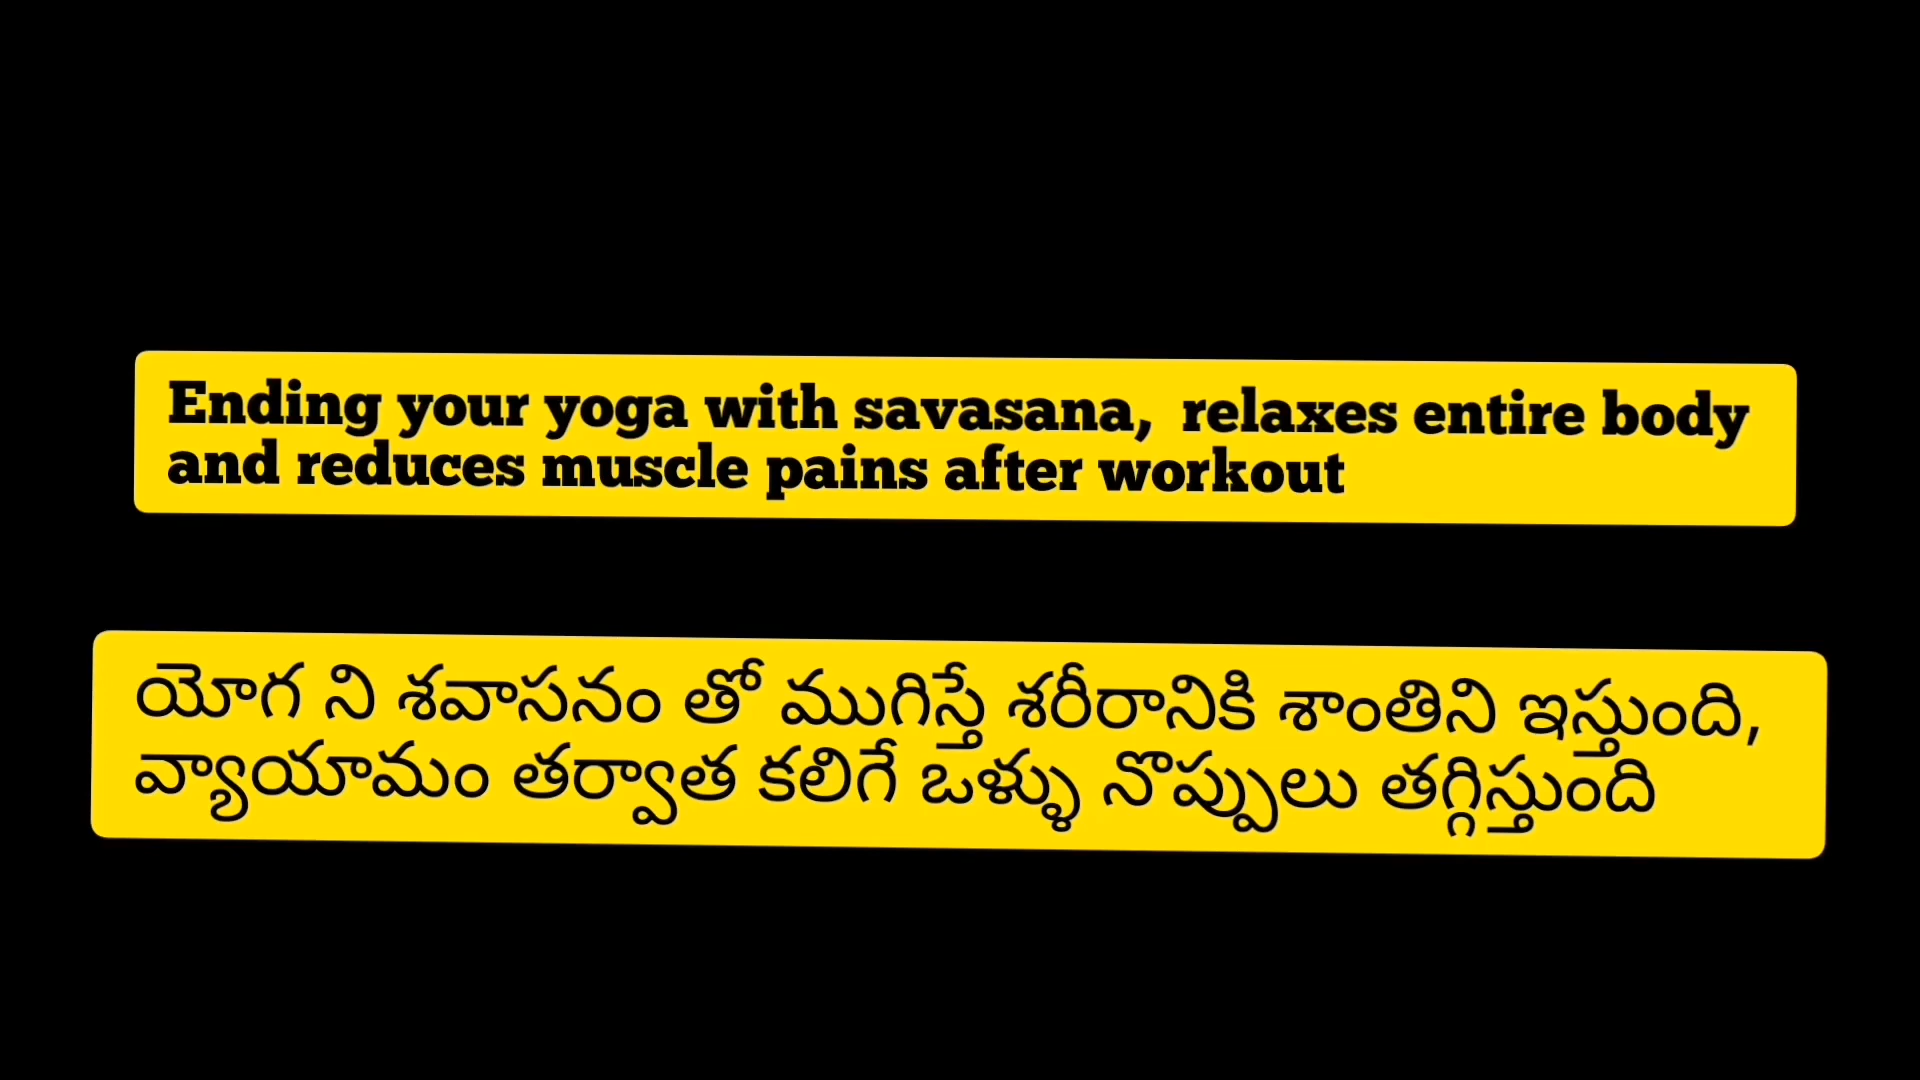 Ending your yoga with savasana, relaxes entire body
and reduces muscle pains after workout
యోగ ని శవాసనం తో ముగిస్తే శరీరానికి శాంతిని ఇస్తుంది,
వ్యాయామం తర్వాత కలిగే ఒళ్ళు నొప్పులు తగ్గిస్తుంది